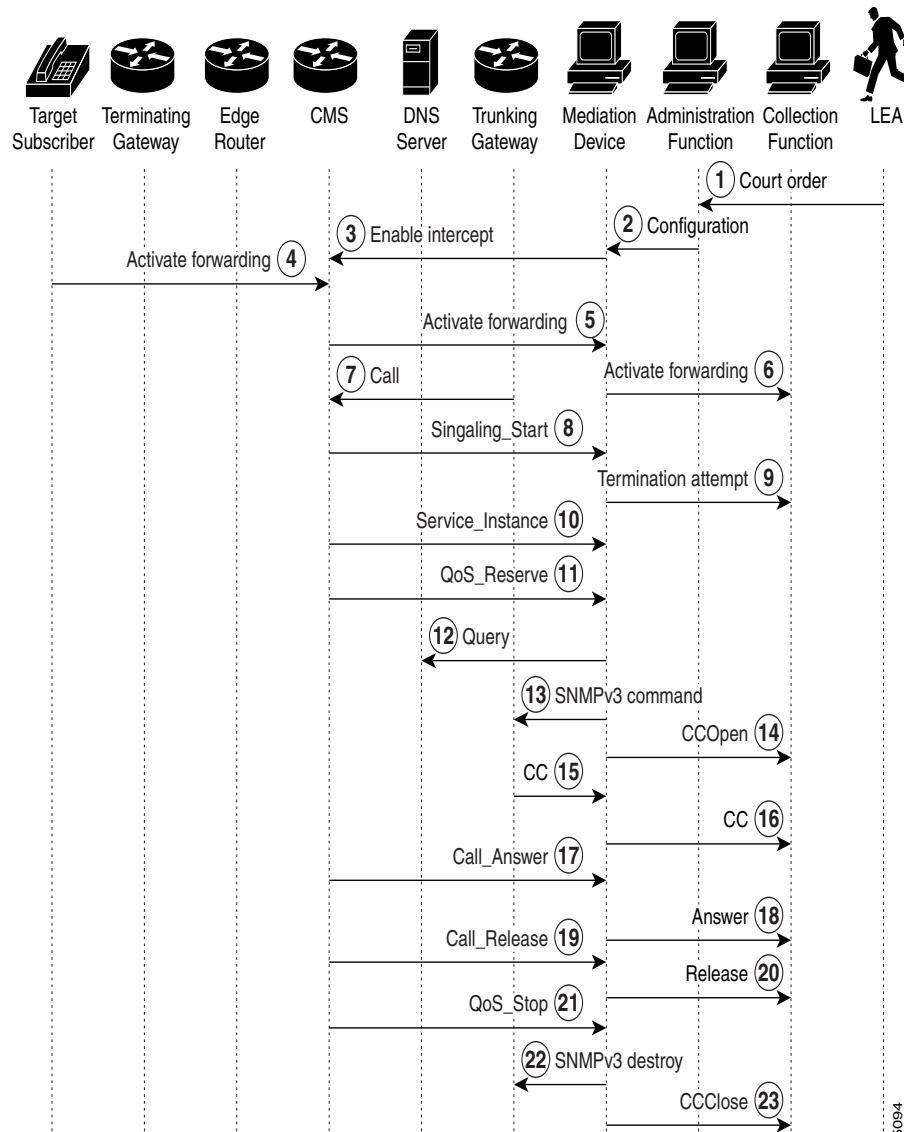 Target Subscriber
Terminating Gateway
Edge Router
CMS
DNS Server
Trunking Gateway
Mediation Device
Administration Function
Collection Function
LEA
1 Court order
2 Configuration
3 Enable intercept
Activate forwarding 4
Activate forwarding 5
Activate forwarding 6
7 Call
Singaling_Start 8
Termination attempt 9
Service_Instance 10
QoS_Reserve 11
12 Query
13 SNMPv3 command
CCOpen 14
CC 15
CC 16
Call_Answer 17
Answer 18
Call_Release 19
Release 20
QoS_Stop 21
22 SNMPv3 destroy
CCClose 23